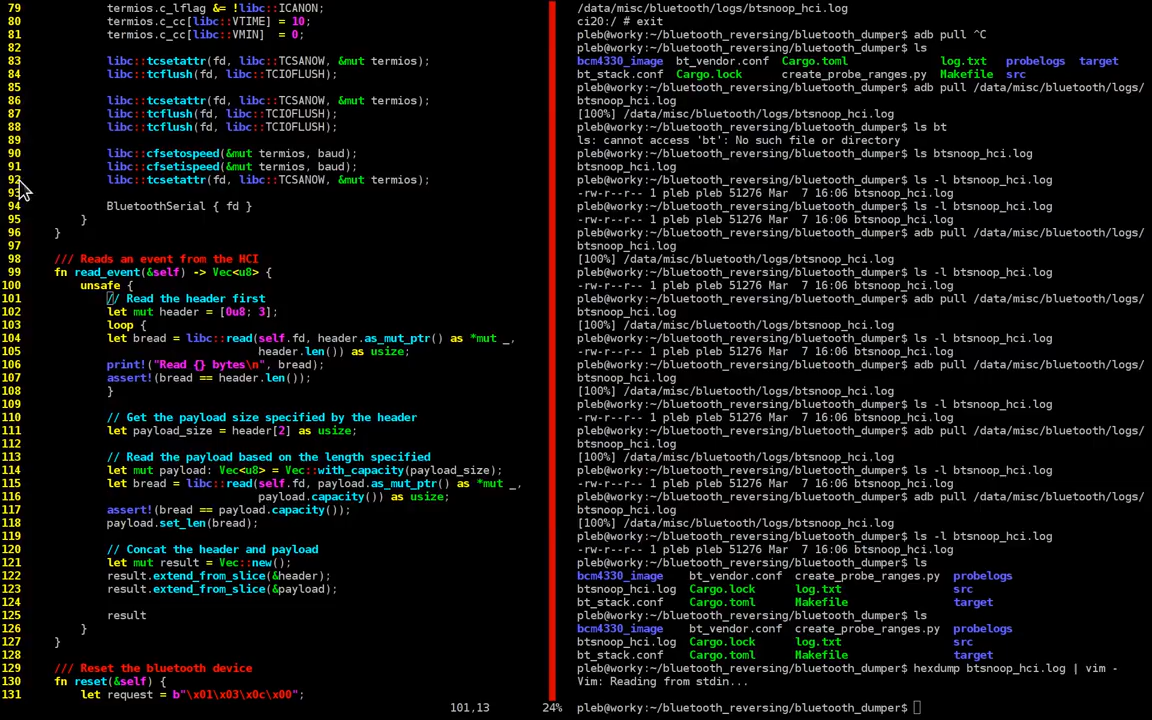 79             termios.c_lflag &= !libc::ICANON;
80             termios.c_cc[libc::VTIME] = 10;
81             termios.c_cc[libc::VMIN]  = 0;
82
83             libc::tcsetattr(fd, libc::TCSANOW, &mut termios);
84             libc::tcflush(fd, libc::TCIOFLUSH);
85
86             libc::tcsetattr(fd, libc::TCSANOW, &mut termios);
87             libc::tcflush(fd, libc::TCIOFLUSH);
88             libc::tcflush(fd, libc::TCIOFLUSH);
89
90             libc::cfsetospeed(&mut termios, baud);
91             libc::cfsetispeed(&mut termios, baud);
92             libc::tcsetattr(fd, libc::TCSANOW, &mut termios);
93
94             BluetoothSerial { fd }
95         }
96     }
97
98     /// Reads an event from the HCI
99     fn read_event(&self) -> Vec<u8> {
100         unsafe {
101             // Read the header first
102             let mut header = [0u8; 3];
103             loop {
104             let bread = libc::read(self.fd, header.as_mut_ptr() as *mut _,
105                                    header.len()) as usize;
106             print!("Read {} bytes\n", bread);
107             assert!(bread == header.len());
108             }
109
110             // Get the payload size specified by the header
111             let payload_size = header[2] as usize;
112
113             // Read the payload based on the length specified
114             let mut payload: Vec<u8> = Vec::with_capacity(payload_size);
115             let bread = libc::read(self.fd, payload.as_mut_ptr() as *mut _,
116                                    payload.capacity()) as usize;
117             assert!(bread == payload.capacity());
118             payload.set_len(bread);
119
120             // Concat the header and payload
121             let mut result = Vec::new();
122             result.extend_from_slice(&header);
123             result.extend_from_slice(&payload);
124
125             result
126         }
127     }
128
129     /// Reset the bluetooth device
130     fn reset(&self) {
131         let request = b"\x01\x03\x0c\x00";
101,13        24%
/data/misc/bluetooth/logs/btsnoop_hci.log
ci20:/ # exit
pleb@worky:~/bluetooth_reversing/bluetooth_dumper$ adb pull ^C
pleb@worky:~/bluetooth_reversing/bluetooth_dumper$ ls
bcm4330_image  bt_vendor.conf  Cargo.toml              log.txt   probelogs  target
bt_stack.conf  Cargo.lock      create_probe_ranges.py  Makefile  src
pleb@worky:~/bluetooth_reversing/bluetooth_dumper$ adb pull /data/misc/bluetooth/logs/
btsnoop_hci.log
[100%] /data/misc/bluetooth/logs/btsnoop_hci.log
pleb@worky:~/bluetooth_reversing/bluetooth_dumper$ ls bt
ls: cannot access 'bt': No such file or directory
pleb@worky:~/bluetooth_reversing/bluetooth_dumper$ ls btsnoop_hci.log
btsnoop_hci.log
pleb@worky:~/bluetooth_reversing/bluetooth_dumper$ ls -l btsnoop_hci.log
-rw-r--r-- 1 pleb pleb 51276 Mar  7 16:06 btsnoop_hci.log
pleb@worky:~/bluetooth_reversing/bluetooth_dumper$ ls -l btsnoop_hci.log
-rw-r--r-- 1 pleb pleb 51276 Mar  7 16:06 btsnoop_hci.log
pleb@worky:~/bluetooth_reversing/bluetooth_dumper$ adb pull /data/misc/bluetooth/logs/
btsnoop_hci.log
[100%] /data/misc/bluetooth/logs/btsnoop_hci.log
pleb@worky:~/bluetooth_reversing/bluetooth_dumper$ ls -l btsnoop_hci.log
-rw-r--r-- 1 pleb pleb 51276 Mar  7 16:06 btsnoop_hci.log
pleb@worky:~/bluetooth_reversing/bluetooth_dumper$ adb pull /data/misc/bluetooth/logs/
btsnoop_hci.log
[100%] /data/misc/bluetooth/logs/btsnoop_hci.log
pleb@worky:~/bluetooth_reversing/bluetooth_dumper$ ls -l btsnoop_hci.log
-rw-r--r-- 1 pleb pleb 51276 Mar  7 16:06 btsnoop_hci.log
pleb@worky:~/bluetooth_reversing/bluetooth_dumper$ adb pull /data/misc/bluetooth/logs/
btsnoop_hci.log
[100%] /data/misc/bluetooth/logs/btsnoop_hci.log
pleb@worky:~/bluetooth_reversing/bluetooth_dumper$ ls -l btsnoop_hci.log
-rw-r--r-- 1 pleb pleb 51276 Mar  7 16:06 btsnoop_hci.log
pleb@worky:~/bluetooth_reversing/bluetooth_dumper$ adb pull /data/misc/bluetooth/logs/
btsnoop_hci.log
[100%] /data/misc/bluetooth/logs/btsnoop_hci.log
pleb@worky:~/bluetooth_reversing/bluetooth_dumper$ ls -l btsnoop_hci.log
-rw-r--r-- 1 pleb pleb 51276 Mar  7 16:06 btsnoop_hci.log
pleb@worky:~/bluetooth_reversing/bluetooth_dumper$ adb pull /data/misc/bluetooth/logs/
btsnoop_hci.log
[100%] /data/misc/bluetooth/logs/btsnoop_hci.log
pleb@worky:~/bluetooth_reversing/bluetooth_dumper$ ls -l btsnoop_hci.log
-rw-r--r-- 1 pleb pleb 51276 Mar  7 16:06 btsnoop_hci.log
pleb@worky:~/bluetooth_reversing/bluetooth_dumper$ ls
bcm4330_image    bt_vendor.conf  create_probe_ranges.py  probelogs
btsnoop_hci.log  Cargo.lock      log.txt                 src
bt_stack.conf    Cargo.toml      Makefile                target
pleb@worky:~/bluetooth_reversing/bluetooth_dumper$ ls
bcm4330_image    bt_vendor.conf  create_probe_ranges.py  probelogs
btsnoop_hci.log  Cargo.lock      log.txt                 src
bt_stack.conf    Cargo.toml      Makefile                target
pleb@worky:~/bluetooth_reversing/bluetooth_dumper$ hexdump btsnoop_hci.log | vim -
Vim: Reading from stdin...

pleb@worky:~/bluetooth_reversing/bluetooth_dumper$